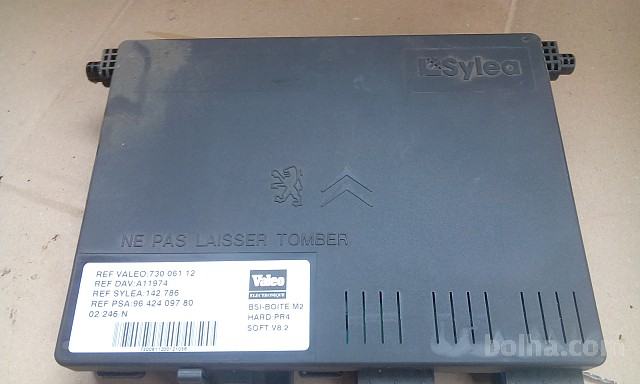 Sylea
NE PAS LAISSER TOMBER
REF VALEO:730 061 12
REF DAV:A11974
REF SYLEA:142 786
REF PSA:96 424 097 80
02 246 N
Valeo
ELECTRONIQUE
BSI-BOITE M2
HARD:PR4
SOFT V8.2
bolha.com